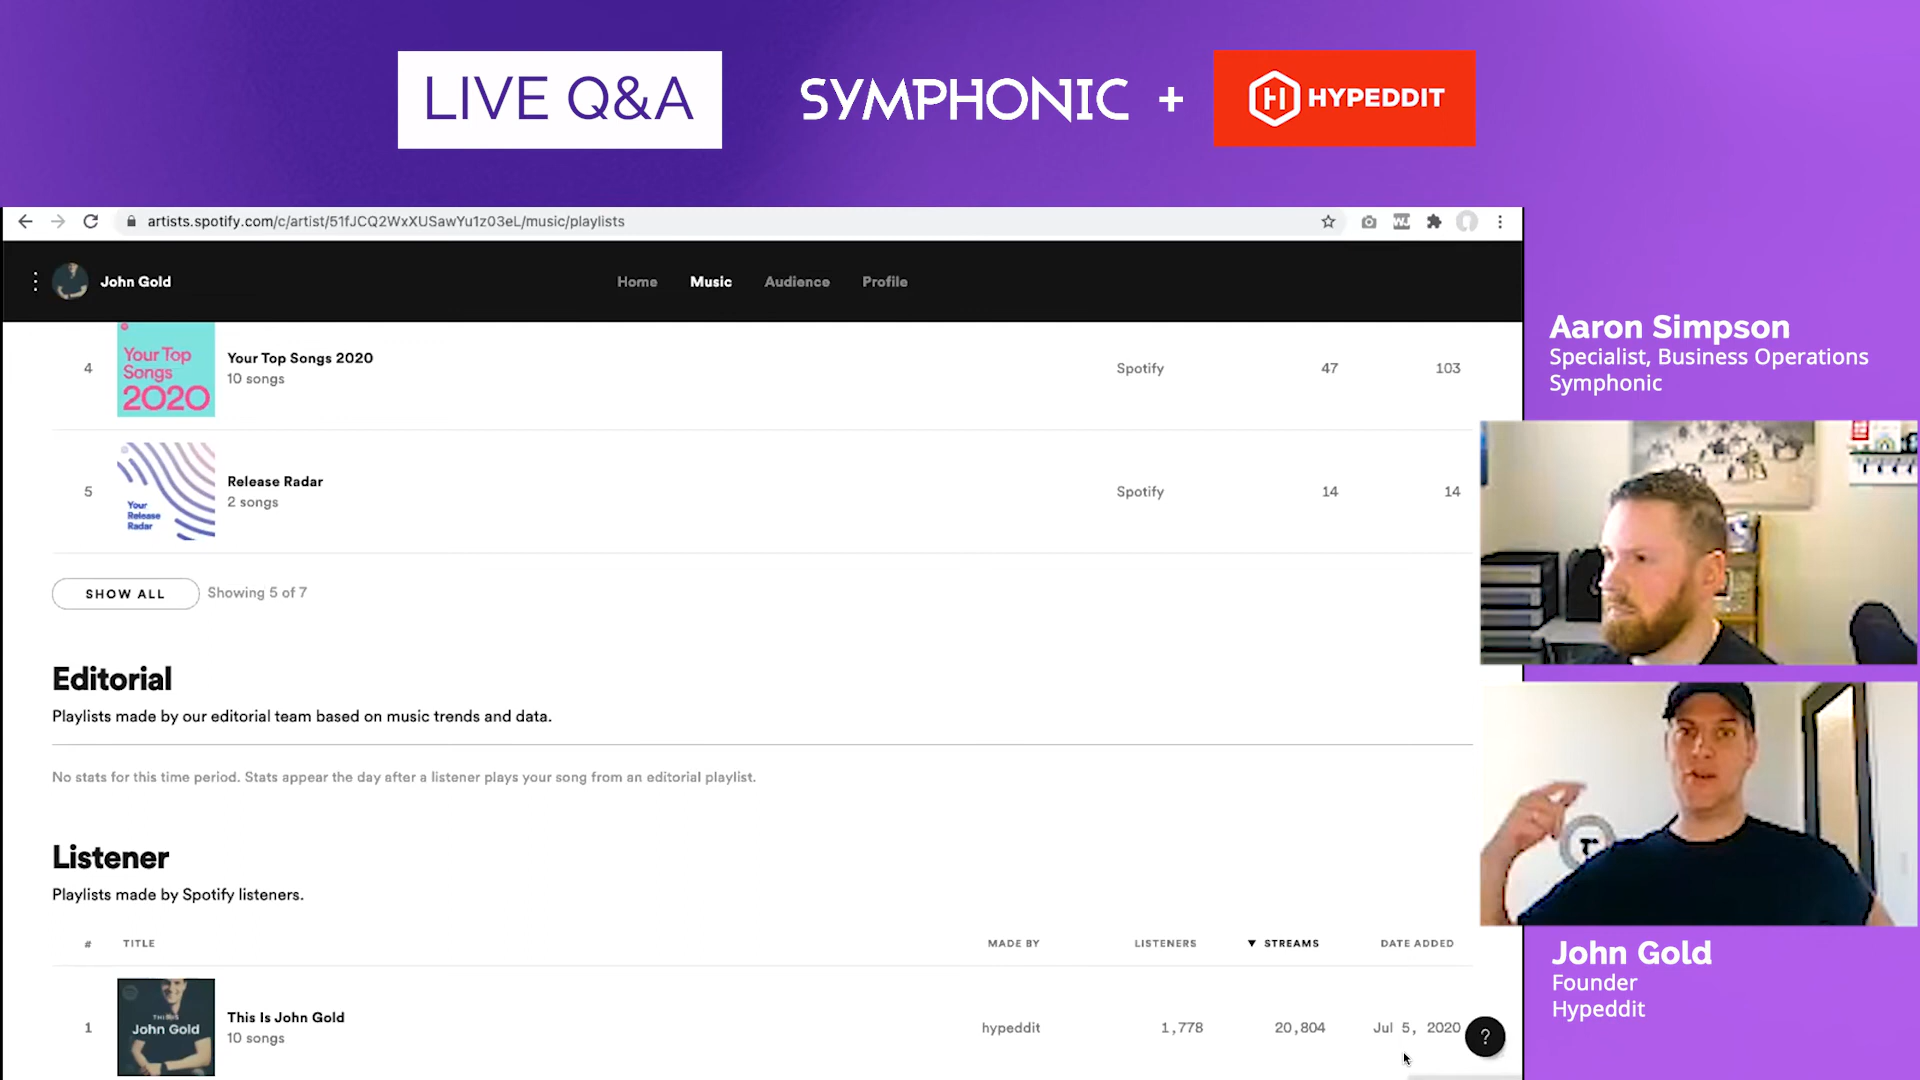 LIVE Q&A
SYMPHONIC + HYPEDDIT
artists.spotify.com/c/artist/51fJCQ2WxXUSawYu1z03eL/music/playlists
WJ
John Gold
Home Music Audience Profile
4
Your Top
Songs
2020
Your Top Songs 2020
10 songs
Spotify 47 103
5
Your
Release
Radar
Release Radar
2 songs
Spotify 14 14
SHOW ALL Showing 5 of 7
Editorial
Playlists made by our editorial team based on music trends and data.
No stats for this time period. Stats appear the day after a listener plays your song from an editorial playlist.
Listener
Playlists made by Spotify listeners.
# TITLE MADE BY LISTENERS ▼ STREAMS DATE ADDED
1
THIS IS
John Gold
This Is John Gold
10 songs
hypeddit 1,778 20,804 Jul 5, 2020
?
Aaron Simpson
Specialist, Business Operations
Symphonic
John Gold
Founder
Hypeddit